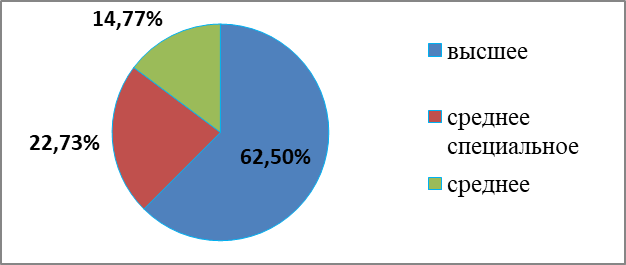 14,77%
22,73%
62,50%
высшее
среднее
специальное
среднее